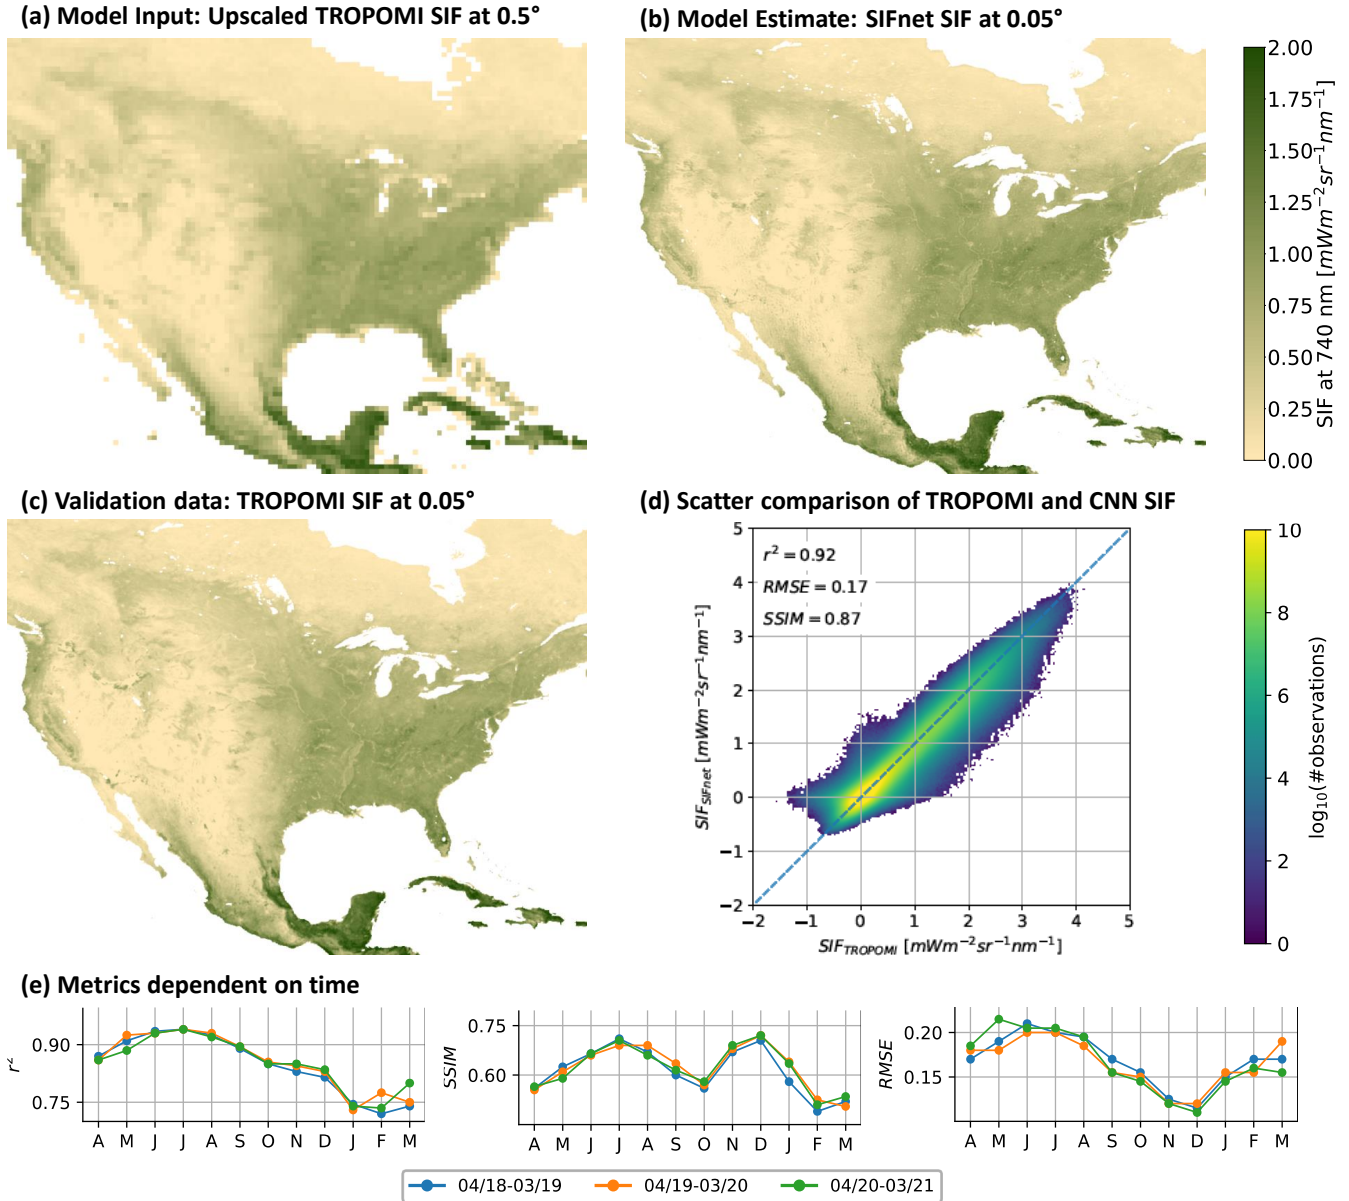 (a) Model Input: Upscaled TROPOMI SIF at 0.5°
(b) Model Estimate: SIFnet SIF at 0.05°
2.00
1.75
1.50
1.25
1.00
0.75
0.50
0.25
0.00
SIF at 740 nm [mWm⁻²sr⁻¹nm⁻¹]
(c) Validation data: TROPOMI SIF at 0.05°
(d) Scatter comparison of TROPOMI and CNN SIF
r² = 0.92
RMSE = 0.17
SSIM = 0.87
5
4
3
2
1
0
−1
−2
SIF_SIFnet [mWm⁻²sr⁻¹nm⁻¹]
−2 −1 0 1 2 3 4 5
SIF_TROPOMI [mWm⁻²sr⁻¹nm⁻¹]
10
8
6
4
2
0
log₁₀(#observations)
(e) Metrics dependent on time
r²
0.90
0.75
A M J J A S O N D J F M
SSIM
0.75
0.60
A M J J A S O N D J F M
RMSE
0.20
0.15
A M J J A S O N D J F M
04/18-03/19 04/19-03/20 04/20-03/21